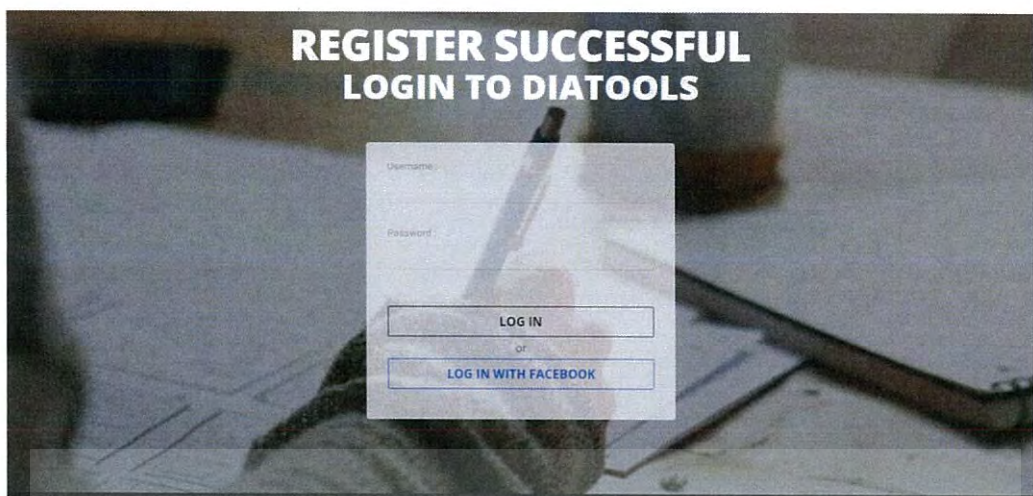 REGISTER SUCCESSFUL
LOGIN TO DIATOOLS
Username :
Password :
LOG IN
or
LOG IN WITH FACEBOOK